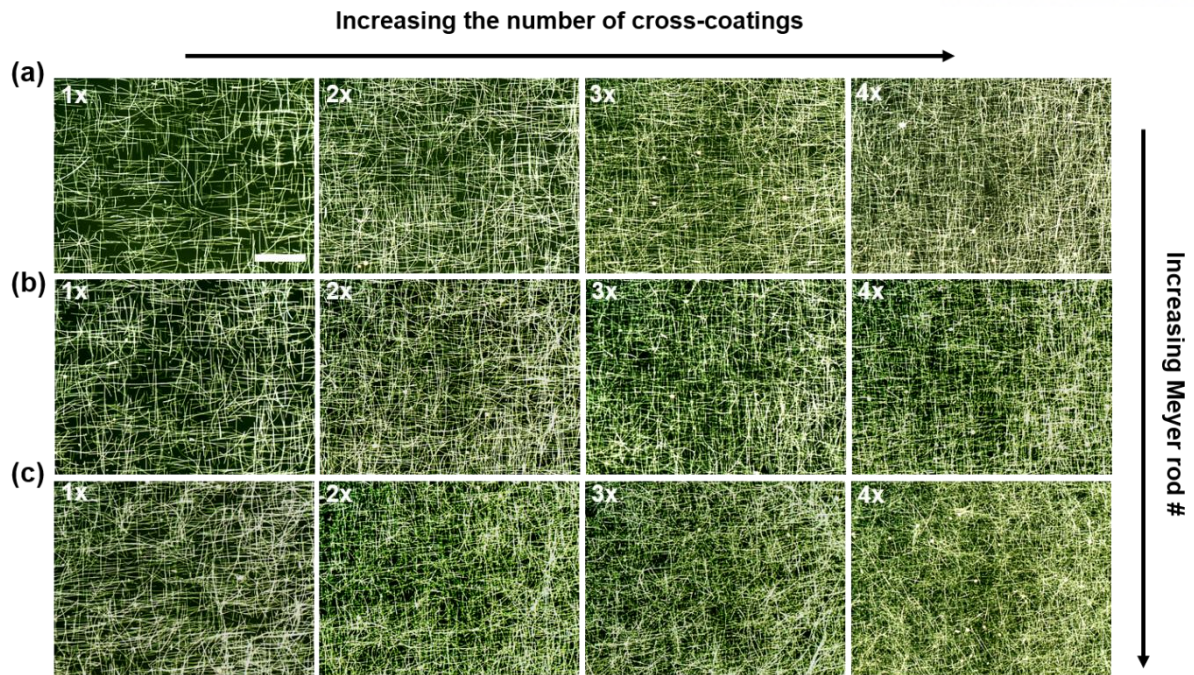 Increasing the number of cross-coatings
(a)
1x
2x
3x
4x
(b)
1x
2x
3x
4x
(c)
1x
2x
3x
4x
Increasing Meyer rod #